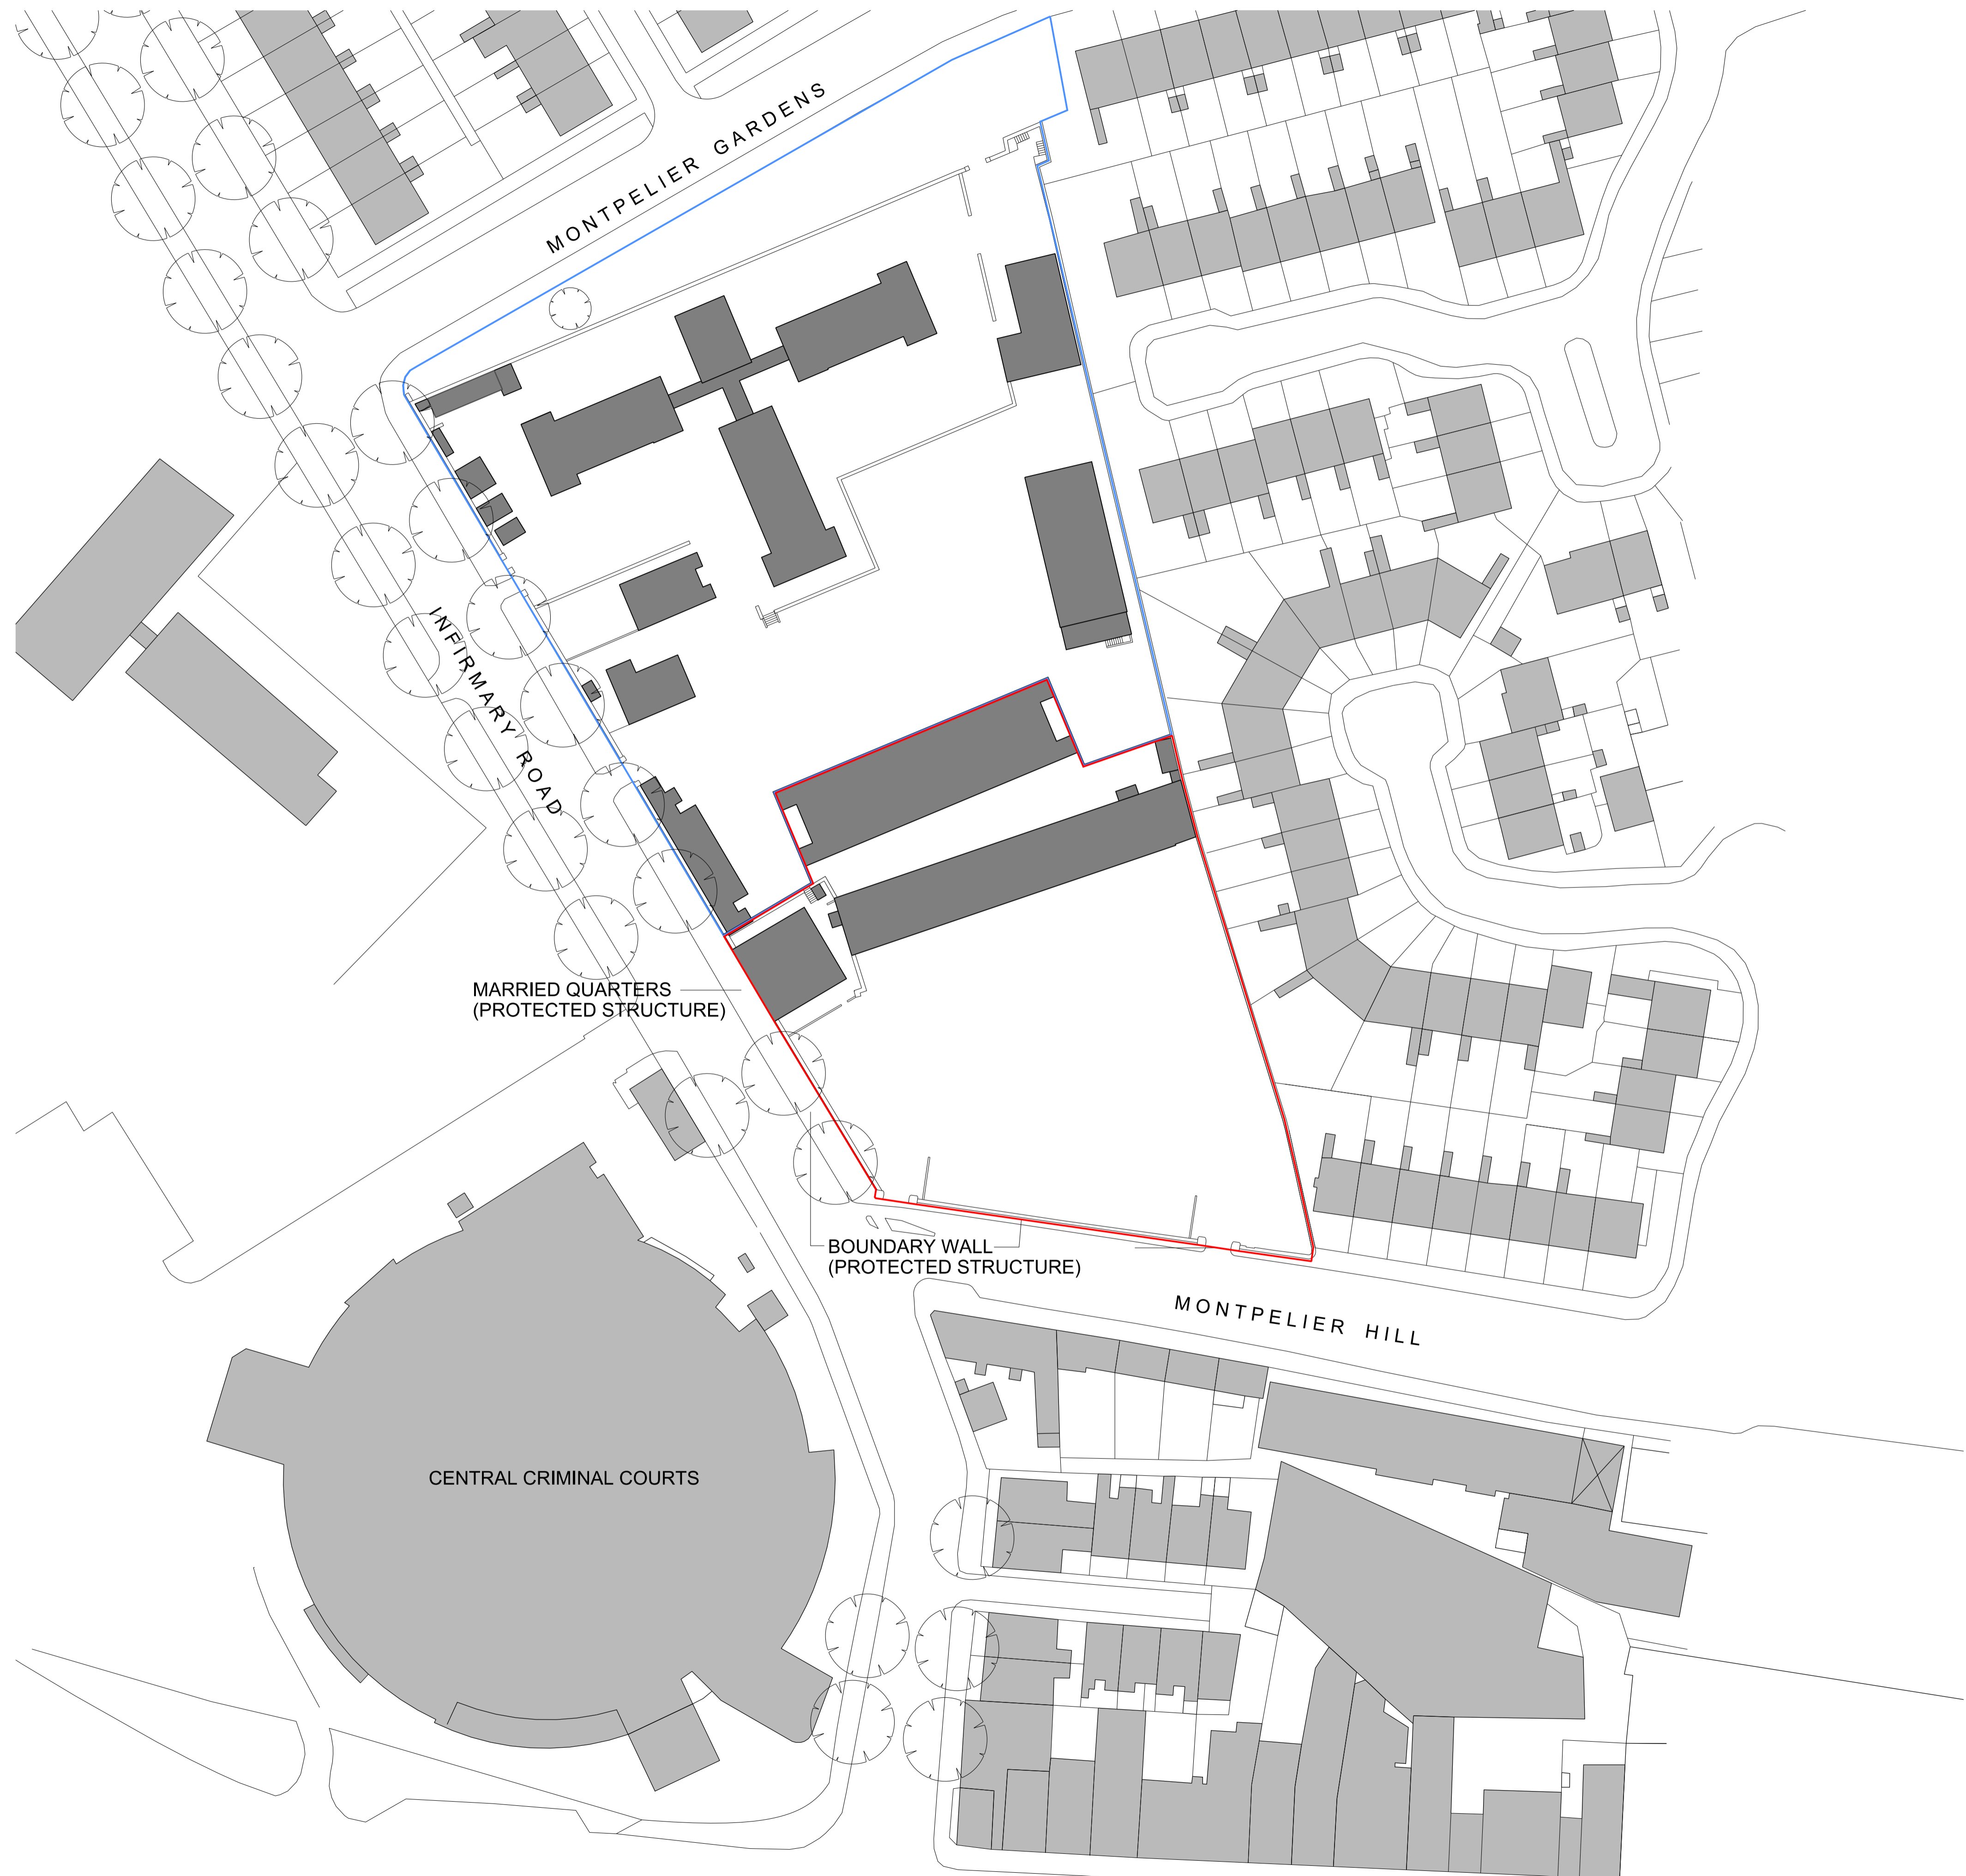 MONTPELIER GARDENS
INFIRMARY ROAD
MARRIED QUARTERS
(PROTECTED STRUCTURE)
BOUNDARY WALL
(PROTECTED STRUCTURE)
MONTPELIER HILL
CENTRAL CRIMINAL COURTS